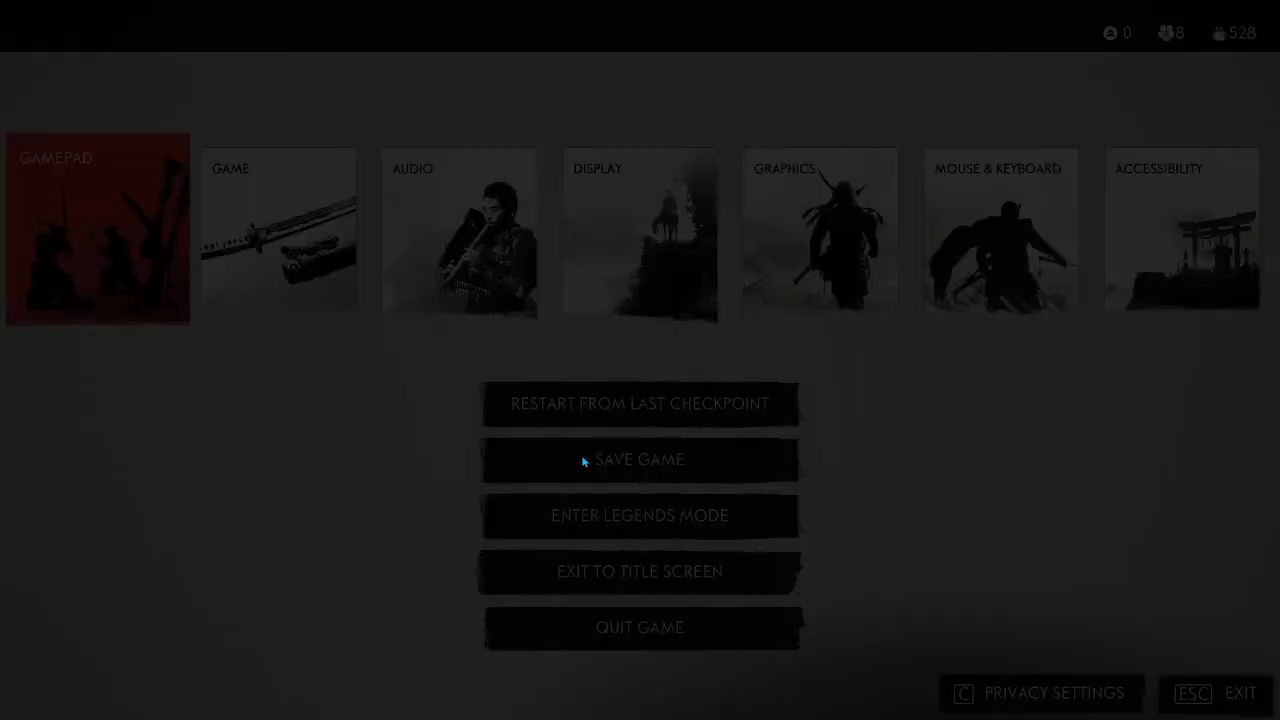 0 8 528
GAMEPAD
GAME
AUDIO
DISPLAY
GRAPHICS
MOUSE & KEYBOARD
ACCESSIBILITY
RESTART FROM LAST CHECKPOINT
SAVE GAME
ENTER LEGENDS MODE
EXIT TO TITLE SCREEN
QUIT GAME
C PRIVACY SETTINGS
ESC EXIT